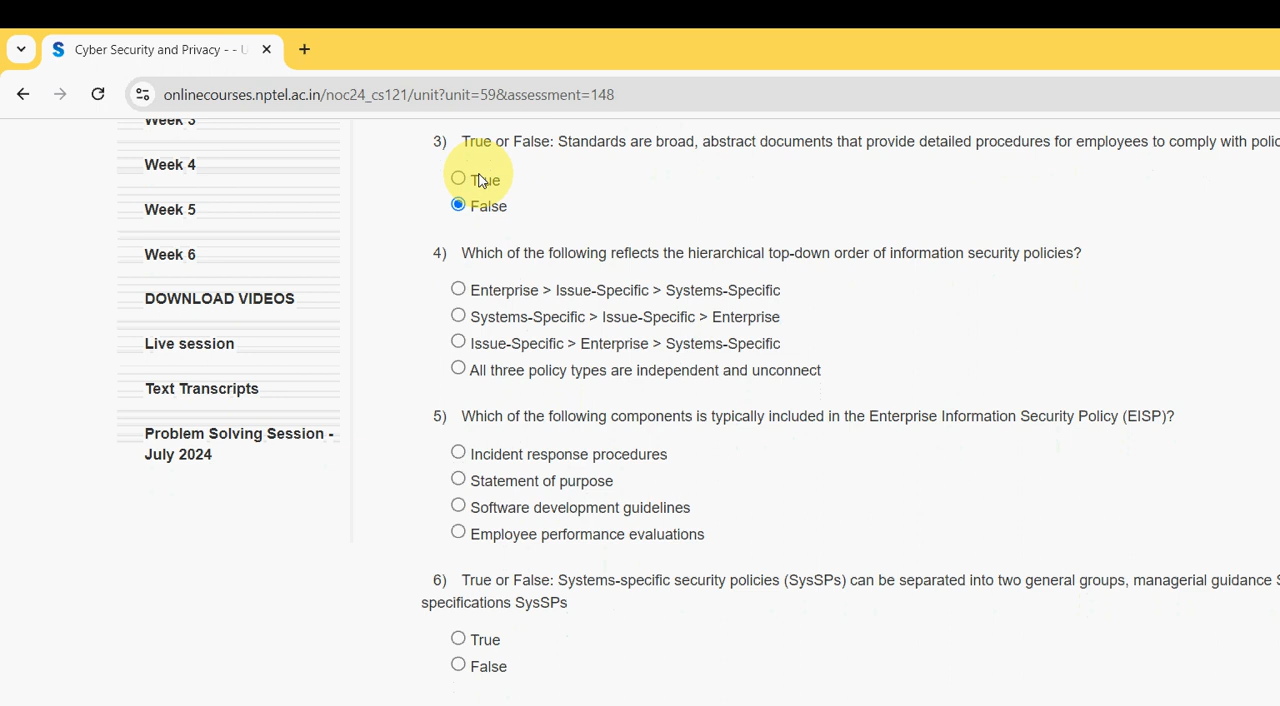 Cyber Security and Privacy - -
onlinecourses.nptel.ac.in/noc24_cs121/unit?unit=59&assessment=148
Week 3
Week 4
Week 5
Week 6
DOWNLOAD VIDEOS
Live session
Text Transcripts
Problem Solving Session -
July 2024
3) True or False: Standards are broad, abstract documents that provide detailed procedures for employees to comply with
True
False
4) Which of the following reflects the hierarchical top-down order of information security policies?
Enterprise > Issue-Specific > Systems-Specific
Systems-Specific > Issue-Specific > Enterprise
Issue-Specific > Enterprise > Systems-Specific
All three policy types are independent and unconnect
5) Which of the following components is typically included in the Enterprise Information Security Policy (EISP)?
Incident response procedures
Statement of purpose
Software development guidelines
Employee performance evaluations
6) True or False: Systems-specific security policies (SysSPs) can be separated into two general groups, managerial guidance
specifications SysSPs
True
False